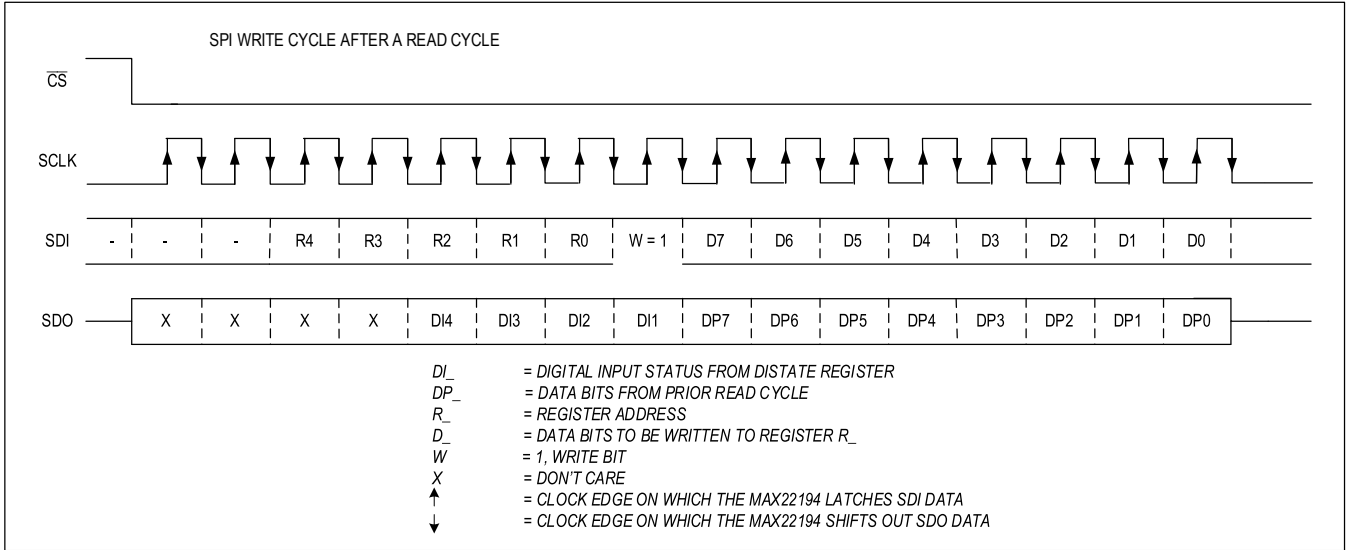 SPI WRITE CYCLE AFTER A READ CYCLE
CS
SCLK
SDI - - - R4 R3 R2 R1 R0 W = 1 D7 D6 D5 D4 D3 D2 D1 D0
SDO X X X X DI4 DI3 DI2 DI1 DP7 DP6 DP5 DP4 DP3 DP2 DP1 DP0
DI_ = DIGITAL INPUT STATUS FROM DISTATE REGISTER
DP_ = DATA BITS FROM PRIOR READ CYCLE
R_ = REGISTER ADDRESS
D_ = DATA BITS TO BE WRITTEN TO REGISTER R_
W = 1, WRITE BIT
X = DON'T CARE
↑ = CLOCK EDGE ON WHICH THE MAX22194 LATCHES SDI DATA
↓ = CLOCK EDGE ON WHICH THE MAX22194 SHIFTS OUT SDO DATA